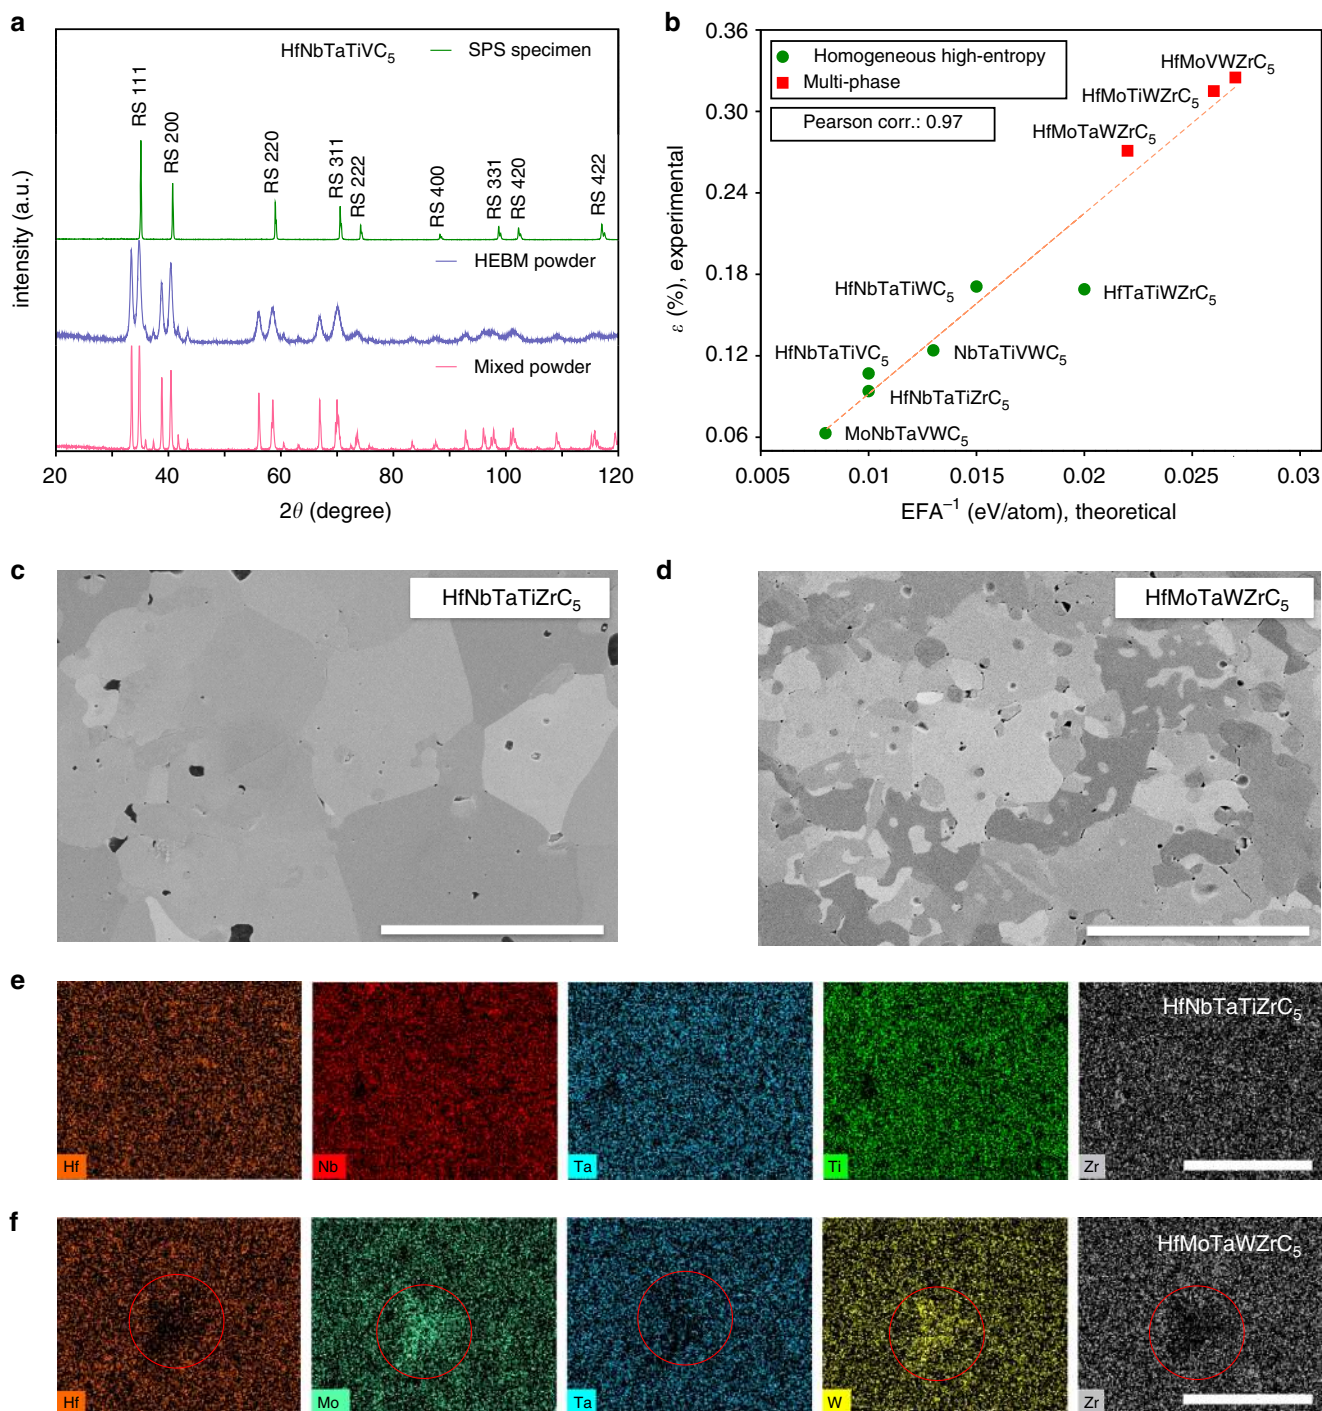 a
HfNbTaTiVC5
SPS specimen
RS 111
RS 200
RS 220
RS 311
RS 222
RS 400
RS 331
RS 420
RS 422
HEBM powder
Mixed powder
intensity (a.u.)
20 40 60 80 100 120
2θ (degree)
b
0.36
0.30
0.24
0.18
0.12
0.06
ε (%), experimental
Homogeneous high-entropy
Multi-phase
Pearson corr.: 0.97
HfMoVWZrC5
HfMoTiWZrC5
HfMoTaWZrC5
HfNbTaTiWC5
HfTaTiWZrC5
HfNbTaTiVC5
NbTaTiVWC5
HfNbTaTiZrC5
MoNbTaVWC5
0.005 0.01 0.015 0.02 0.026 0.03
EFA−1 (eV/atom), theoretical
c
HfNbTaTiZrC5
d
HfMoTaWZrC5
e
HfNbTaTiZrC5
Hf
Nb
Ta
Ti
Zr
f
HfMoTaWZrC5
Hf
Mo
Ta
W
Zr